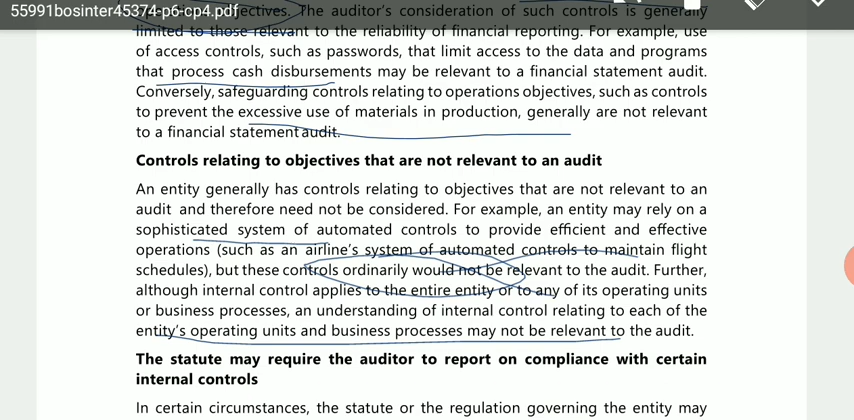 55991bosinter45374-p6-cp4.pdf
objectives. The auditor's consideration of such controls is generally
limited to those relevant to the reliability of financial reporting. For example, use
of access controls, such as passwords, that limit access to the data and programs
that process cash disbursements may be relevant to a financial statement audit.
Conversely, safeguarding controls relating to operations objectives, such as controls
to prevent the excessive use of materials in production, generally are not relevant
to a financial statement audit.
Controls relating to objectives that are not relevant to an audit
An entity generally has controls relating to objectives that are not relevant to an
audit and therefore need not be considered. For example, an entity may rely on a
sophisticated system of automated controls to provide efficient and effective
operations (such as an airline's system of automated controls to maintain flight
schedules), but these controls ordinarily would not be relevant to the audit. Further,
although internal control applies to the entire entity or to any of its operating units
or business processes, an understanding of internal control relating to each of the
entity's operating units and business processes may not be relevant to the audit.
The statute may require the auditor to report on compliance with certain
internal controls
In certain circumstances, the statute or the regulation governing the entity may